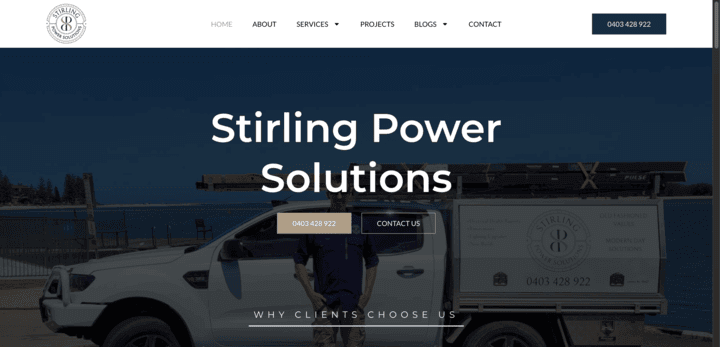 STIRLING
POWER SOLUTIONS
HOME
ABOUT
SERVICES
PROJECTS
BLOGS
CONTACT
0403 428 922
Stirling Power
Solutions
0403 428 922
CONTACT US
STIRLING
0403 428 922
WHY CLIENTS CHOOSE US